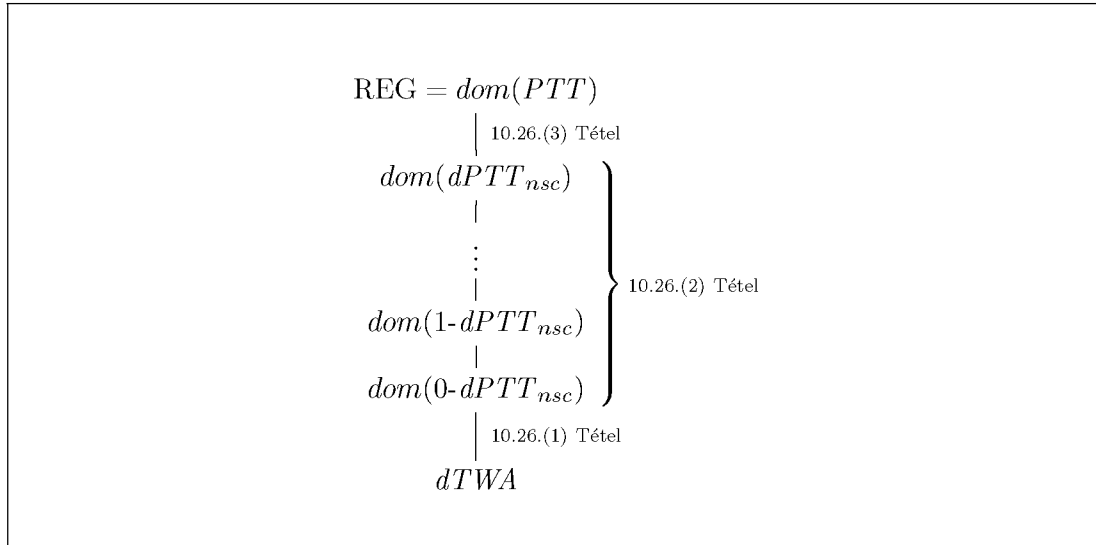 REG = dom(PTT)
10.26.(3) Tétel
dom(dPTT_nsc)
⋮
10.26.(2) Tétel
dom(1-dPTT_nsc)
dom(0-dPTT_nsc)
10.26.(1) Tétel
dTWA